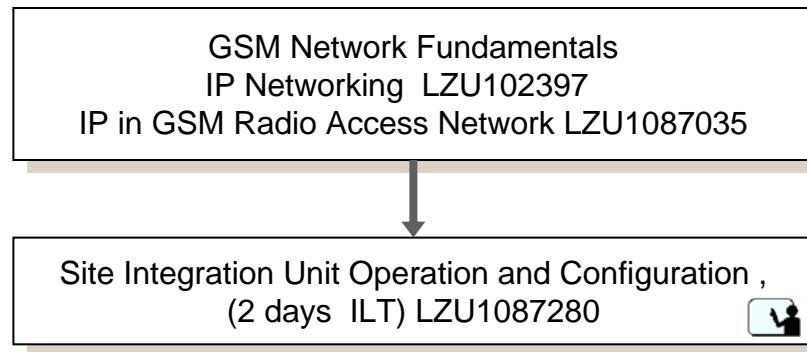 GSM Network Fundamentals
IP Networking LZU102397
IP in GSM Radio Access Network LZU1087035
Site Integration Unit Operation and Configuration ,
(2 days ILT) LZU1087280